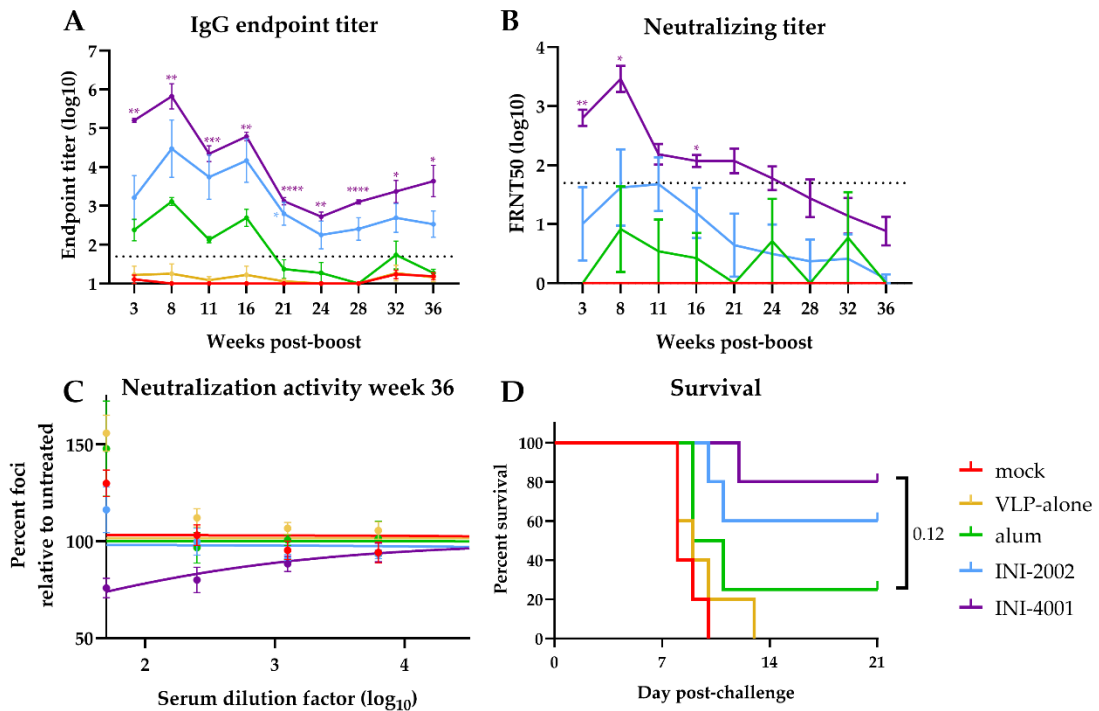 A
IgG endpoint titer
Endpoint titer (log10)
7
6
5
4
3
2
1
** ** *** ** **** ** **** * *
*
3 8 11 16 21 24 28 32 36
Weeks post-boost
B
Neutralizing titer
FRNT50 (log10)
4
3
2
1
0
** * *
3 8 11 16 21 24 28 32 36
Weeks post-boost
C
Neutralization activity week 36
Percent foci
relative to untreated
150
100
50
2 3 4
Serum dilution factor (log10)
D
Survival
Percent survival
100
80
60
40
20
0
0 7 14 21
Day post-challenge
0.12
mock
VLP-alone
alum
INI-2002
INI-4001